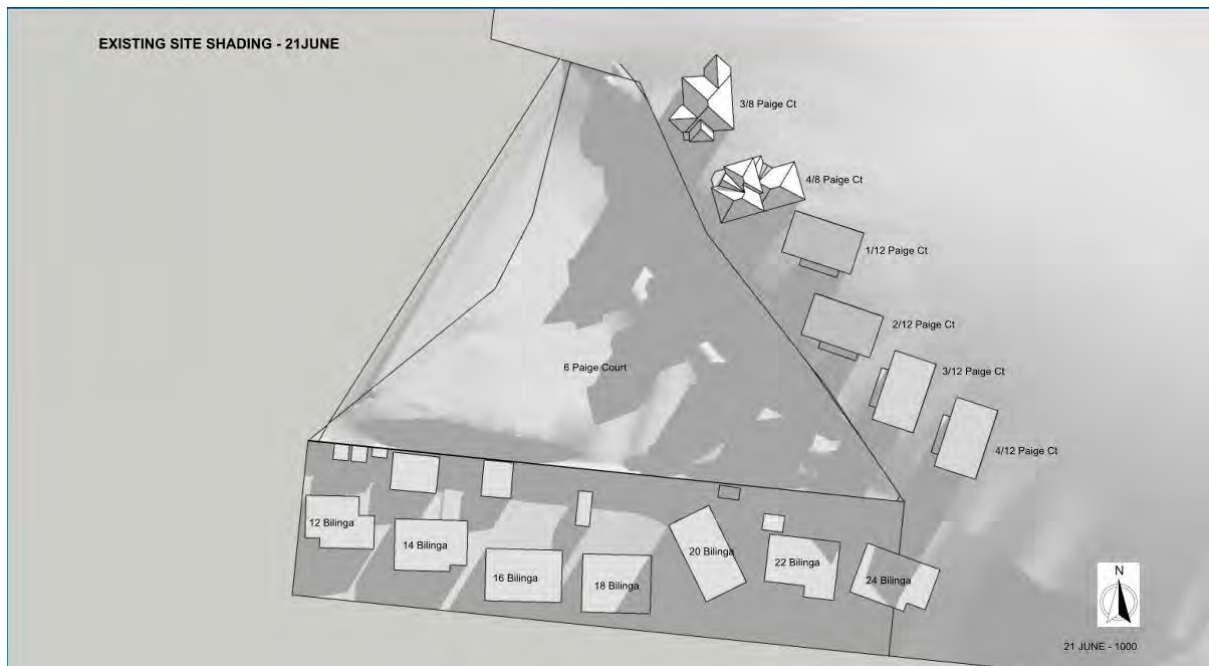 EXISTING SITE SHADING - 21JUNE
3/8 Paige Ct
4/8 Paige Ct
1/12 Paige Ct
2/12 Paige Ct
6 Paige Court
3/12 Paige Ct
4/12 Paige Ct
12 Bilinga
14 Bilinga
16 Bilinga
18 Bilinga
20 Bilinga
22 Bilinga
24 Bilinga
N
21 JUNE - 1000